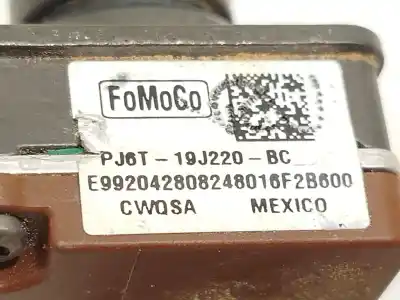 FoMoCo
PJ6T - 19J220 - BC
E992042808248016F2B600
CWQSA MEXICO